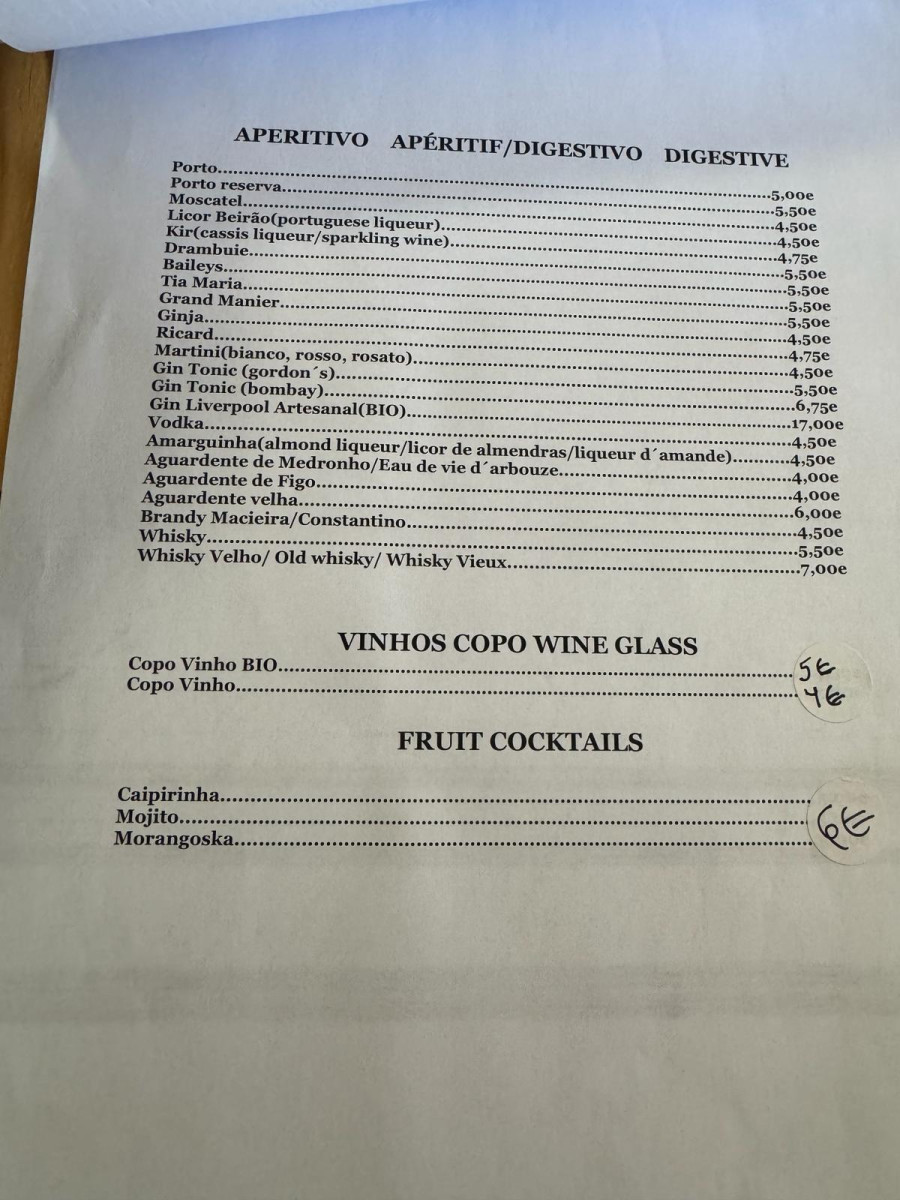 APERITIVO APÉRITIF/DIGESTIVO DIGESTIVE
Porto..........5,00e
Porto reserva..........5,50e
Moscatel..........4,50e
Licor Beirão(portuguese liqueur)..........4,50e
Kir(cassis liqueur/sparkling wine)..........4,75e
Drambuie..........5,50e
Baileys..........5,50e
Tia Maria..........5,50e
Grand Manier..........5,50e
Ginja..........4,50e
Ricard..........4,75e
Martini(bianco, rosso, rosato)..........4,50e
Gin Tonic (gordon´s)..........5,50e
Gin Tonic (bombay)..........6,75e
Gin Liverpool Artesanal(BIO)..........17,00e
Vodka..........4,50e
Amarguinha(almond liqueur/licor de almendras/liqueur d´amande)..........4,50e
Aguardente de Medronho/Eau de vie d´arbouze..........4,00e
Aguardente de Figo..........4,00e
Aguardente velha..........6,00e
Brandy Macieira/Constantino..........4,50e
Whisky..........5,50e
Whisky Velho/ Old whisky/ Whisky Vieux..........7,00e
VINHOS COPO WINE GLASS
Copo Vinho BIO..........5€
Copo Vinho..........4€
FRUIT COCKTAILS
Caipirinha..........
Mojito..........6€
Morangoska..........